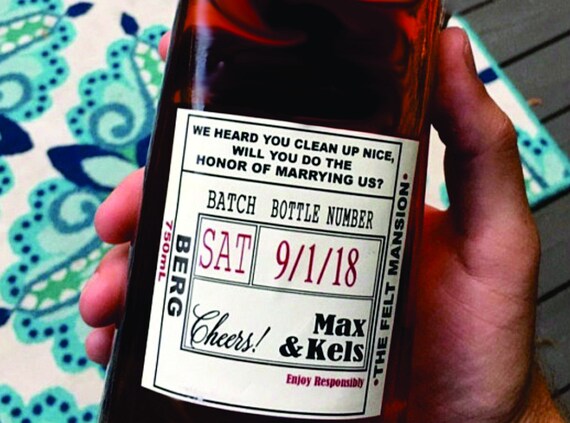 WE HEARD YOU CLEAN UP NICE,
WILL YOU DO THE
HONOR OF MARRYING US?
BATCH BOTTLE NUMBER
SAT 9/1/18
Cheers! Max
& Kels
Enjoy Responsibly
750mL
BERG
•THE FELT MANSION•